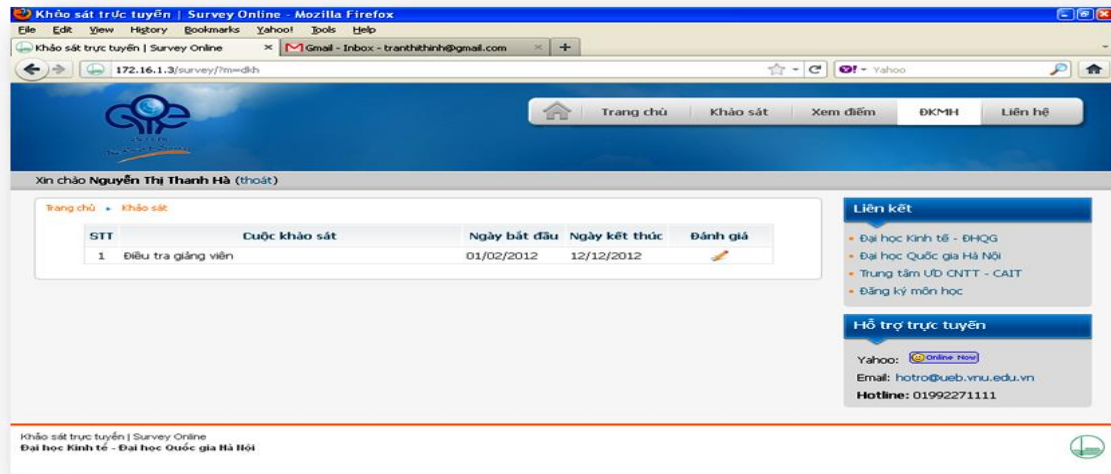 Khảo sát trực tuyến | Survey Online - Mozilla Firefox
File Edit View History Bookmarks Yahoo! Tools Help
Khảo sát trực tuyến | Survey Online Gmail - Inbox - tranthithinh@gmail.com
172.16.1.3/survey/?m=dkh Yahoo
Trang chủ Khảo sát Xem điểm ĐKMH Liên hệ
Xin chào Nguyễn Thị Thanh Hà (thoát)
Trang chủ Khảo sát
STT Cuộc khảo sát Ngày bắt đầu Ngày kết thúc Đánh giá
1 Điều tra giảng viên 01/02/2012 12/12/2012
Liên kết
Đại học Kinh tế - ĐHQG
Đại học Quốc gia Hà Nội
Trung tâm ƯD CNTT - CAIT
Đăng ký môn học
Hỗ trợ trực tuyến
Yahoo: Online Now
Email: hotro@ueb.vnu.edu.vn
Hotline: 01992271111
Khảo sát trực tuyến | Survey Online
Đại học Kinh tế - Đại học Quốc gia Hà Nội